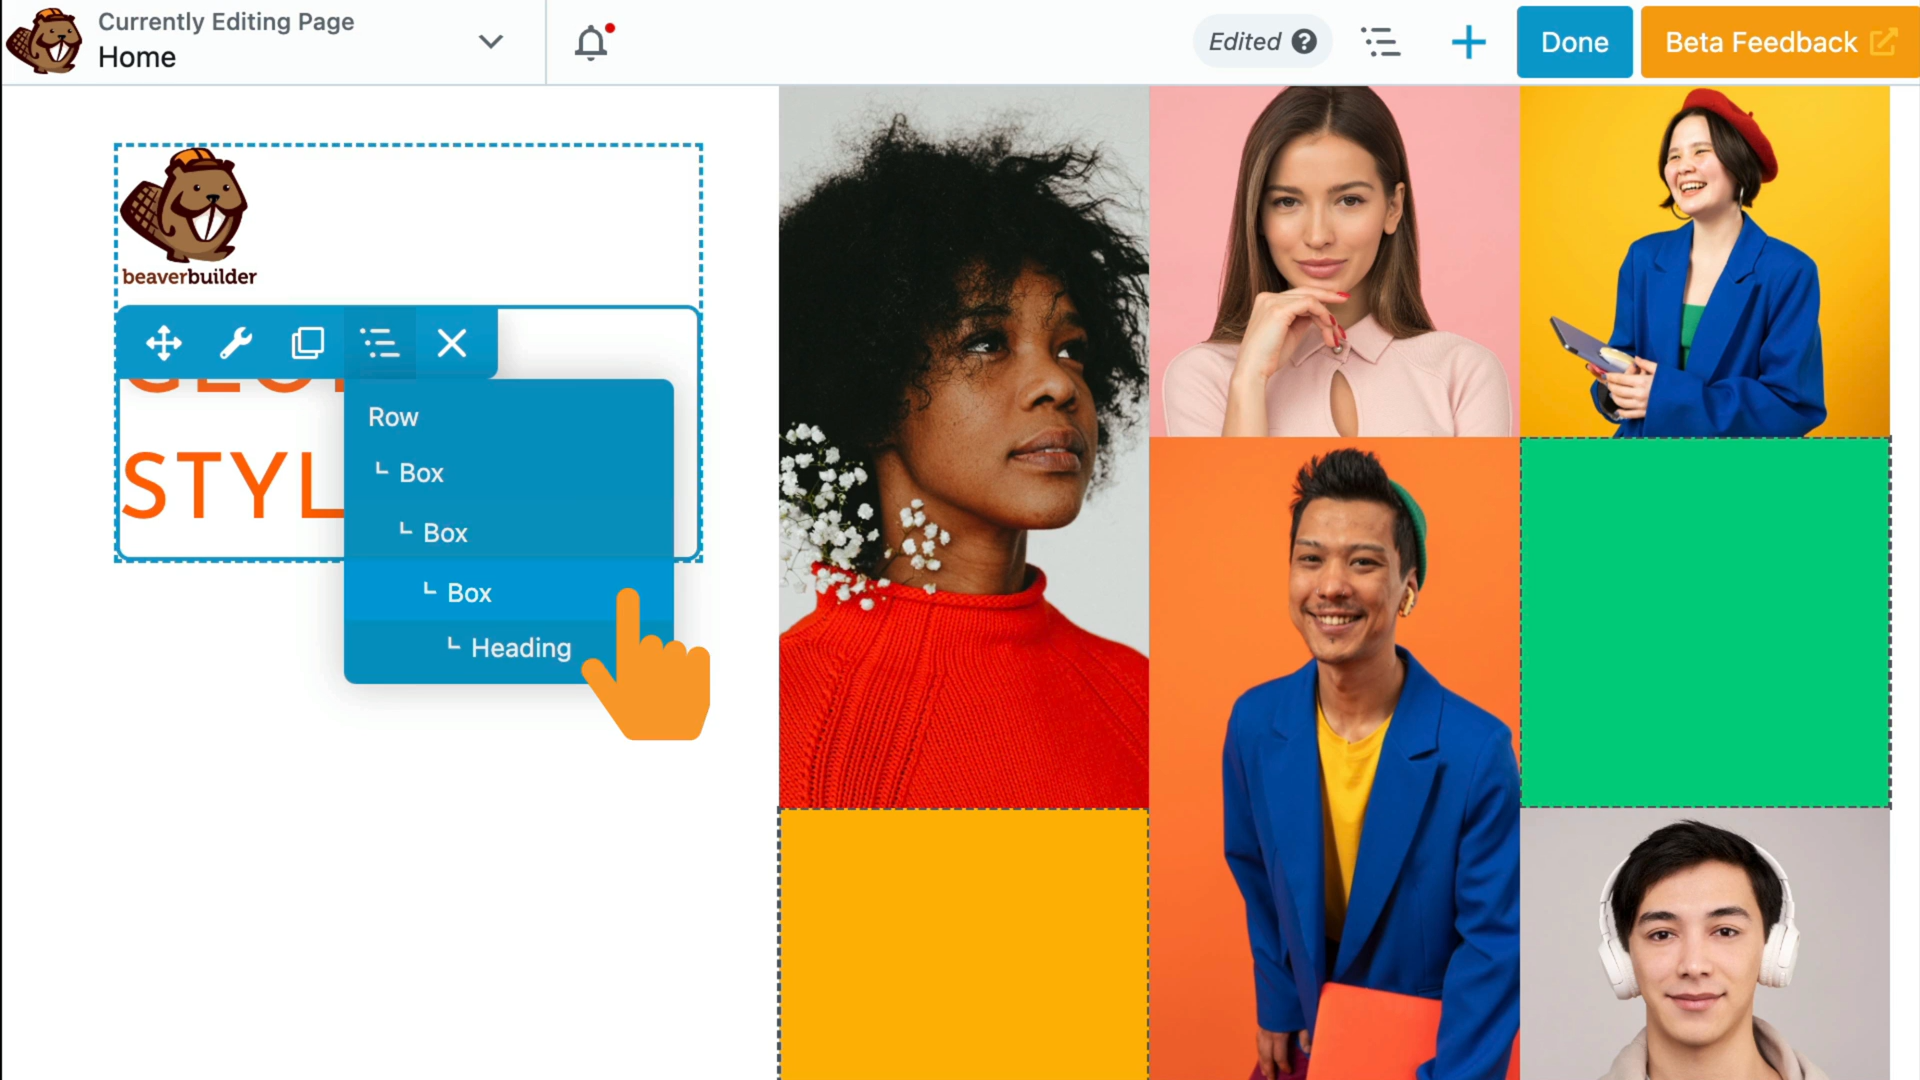 Currently Editing Page
Home
Edited ?
Done
Beta Feedback
beaverbuilder
STYL
Row
Box
Box
Box
Heading